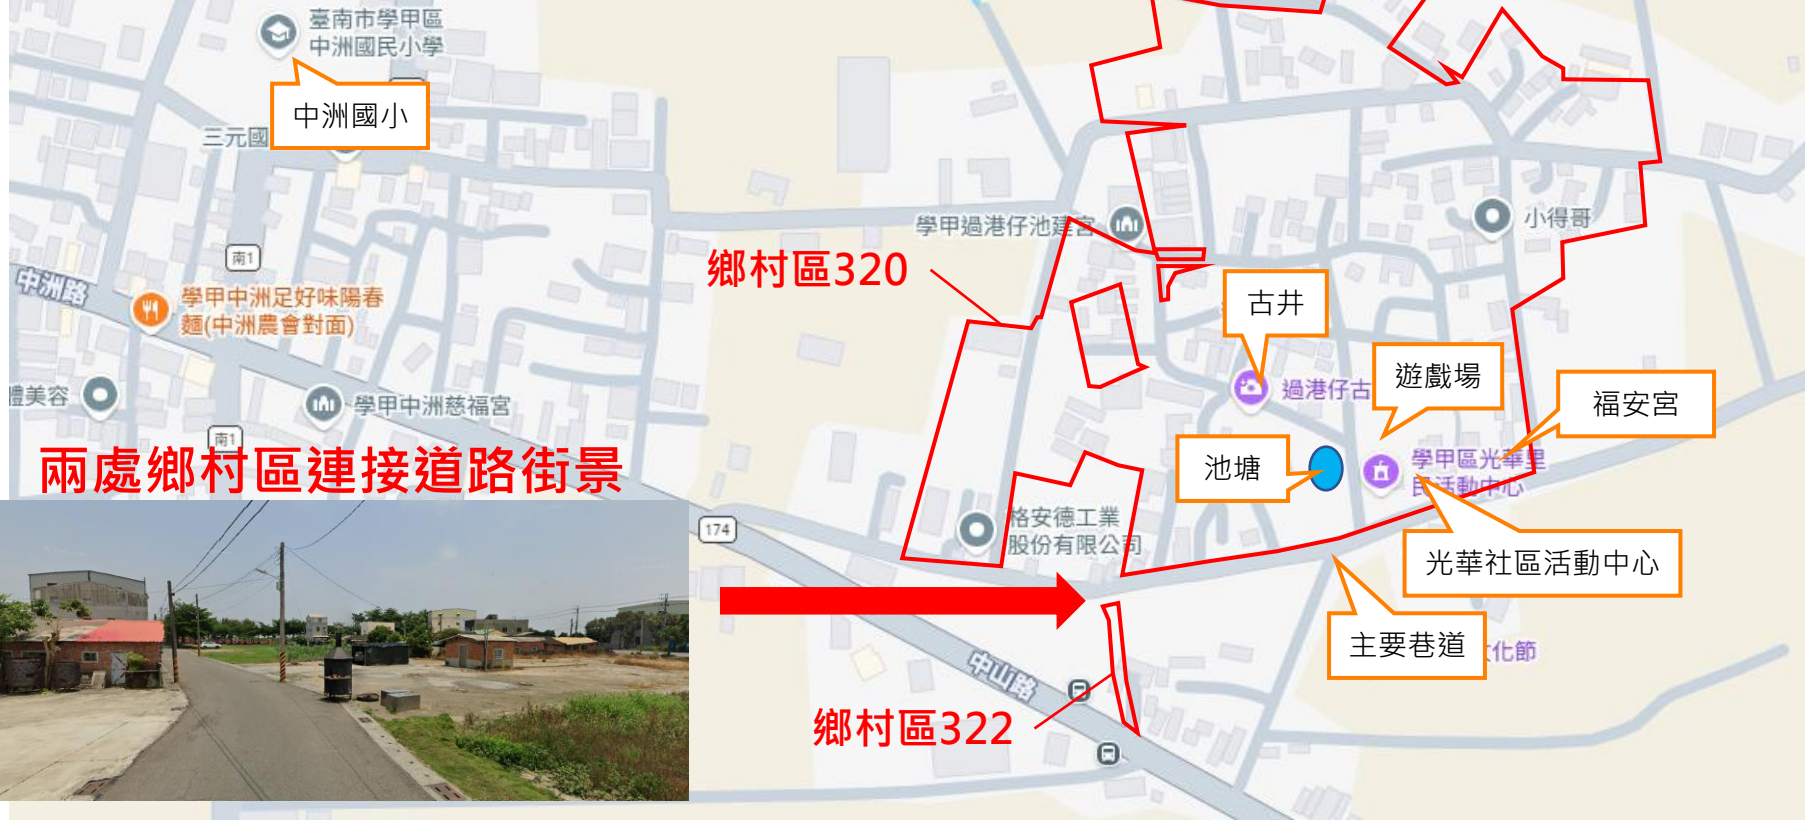 臺南市學甲區
中洲國民小學
中洲國小
三元國
南1
中洲路
學甲中洲足好味陽春
麵(中洲農會對面)
體美容
學甲中洲慈福宮
南1
兩處鄉村區連接道路街景
174
學甲過港仔池建宮
鄉村區320
小得哥
古井
過港仔古
遊戲場
福安宮
池塘
學甲區光華里
民活動中心
格安德工業
股份有限公司
光華社區活動中心
主要巷道
化節
中山路
鄉村區322